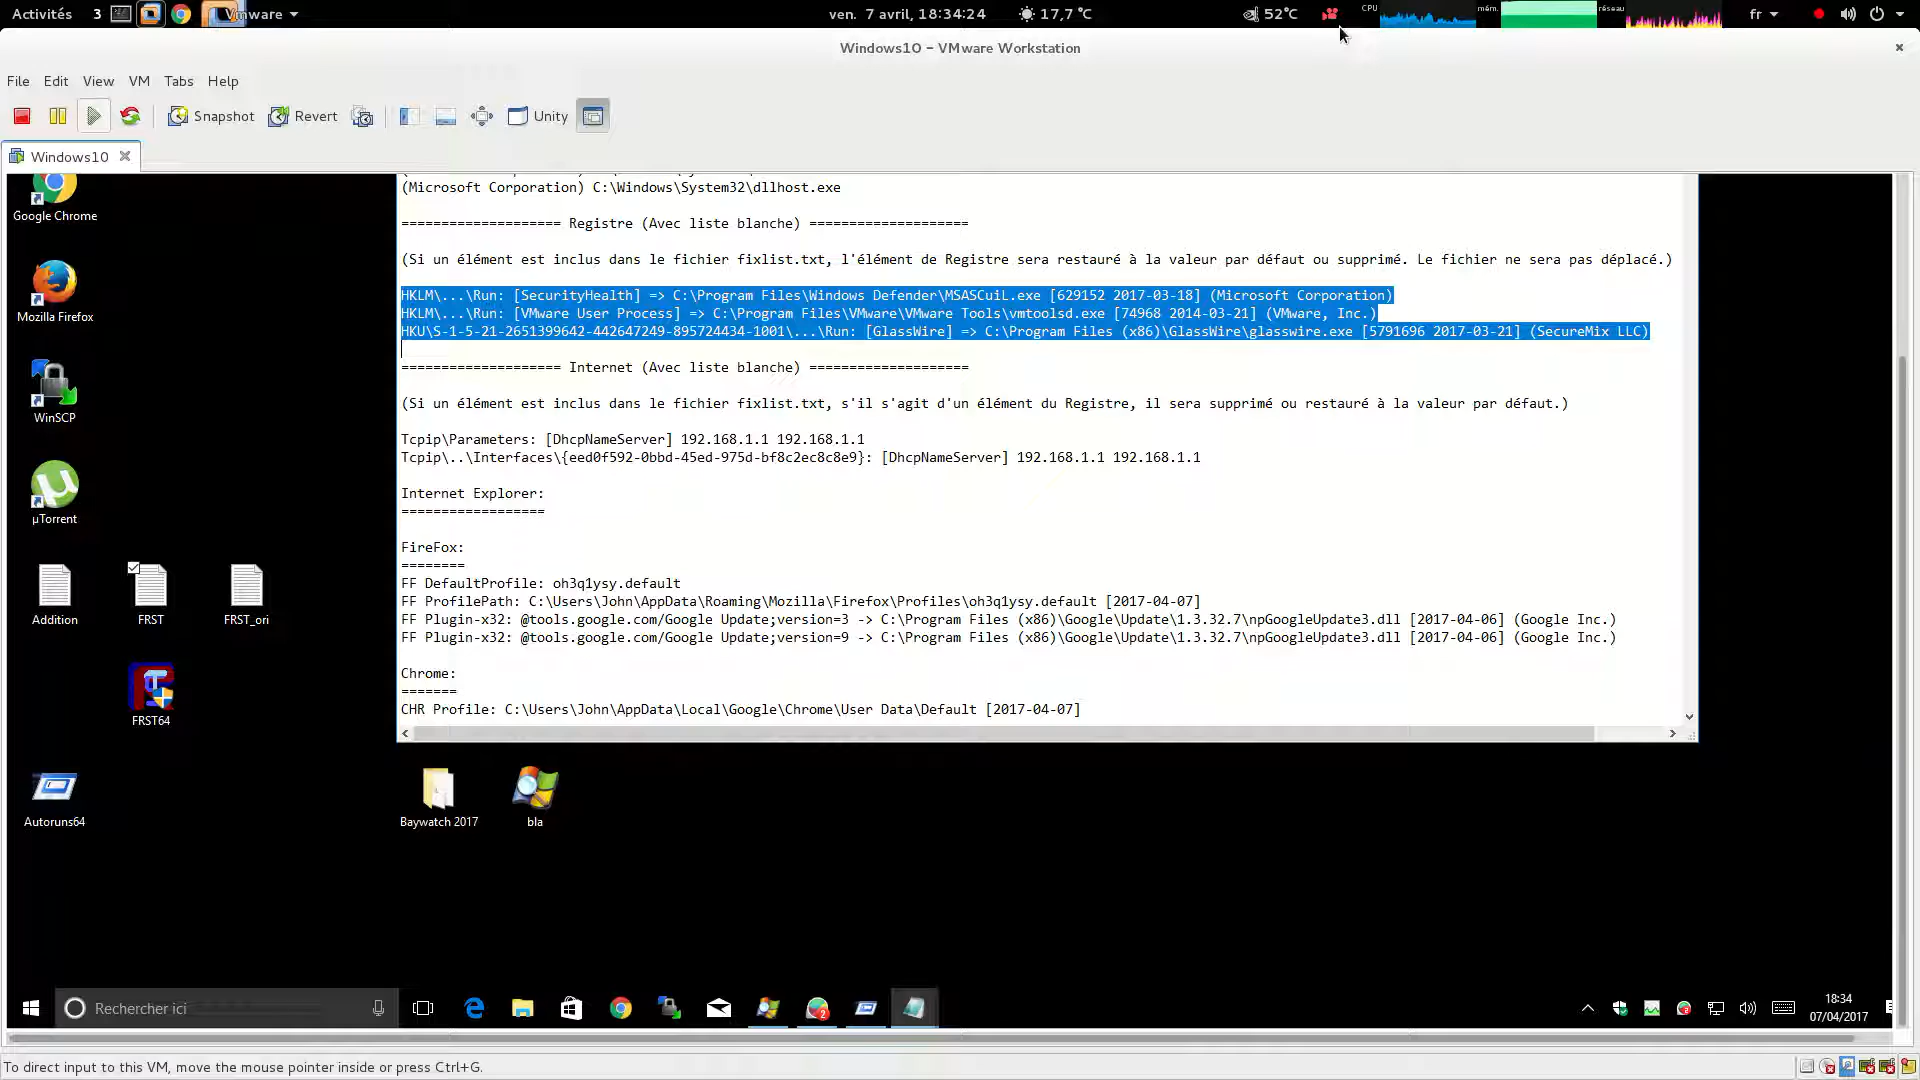 Activités
3
Vmware
ven. 7 avril, 18:34:24
17,7 °C
52°C
CPU
mém.
réseau
fr
Windows10 - VMware Workstation
File Edit View VM Tabs Help
Snapshot
Revert
Unity
Windows10
(Microsoft Corporation) C:\Windows\System32\dllhost.exe
==================== Registre (Avec liste blanche) ====================
(Si un élément est inclus dans le fichier fixlist.txt, l'élément de Registre sera restauré à la valeur par défaut ou supprimé. Le fichier ne sera pas déplacé.)
HKLM\...\Run: [SecurityHealth] => C:\Program Files\Windows Defender\MSASCuiL.exe [629152 2017-03-18] (Microsoft Corporation)
HKLM\...\Run: [VMware User Process] => C:\Program Files\VMware\VMware Tools\vmtoolsd.exe [74968 2014-03-21] (VMware, Inc.)
HKU\S-1-5-21-2651399642-442647249-895724434-1001\...\Run: [GlassWire] => C:\Program Files (x86)\GlassWire\glasswire.exe [5791696 2017-03-21] (SecureMix LLC)
==================== Internet (Avec liste blanche) ====================
(Si un élément est inclus dans le fichier fixlist.txt, s'il s'agit d'un élément du Registre, il sera supprimé ou restauré à la valeur par défaut.)
Tcpip\Parameters: [DhcpNameServer] 192.168.1.1 192.168.1.1
Tcpip\..\Interfaces\{eed0f592-0bbd-45ed-975d-bf8c2ec8c8e9}: [DhcpNameServer] 192.168.1.1 192.168.1.1
Internet Explorer:
==================
FireFox:
========
FF DefaultProfile: oh3q1ysy.default
FF ProfilePath: C:\Users\John\AppData\Roaming\Mozilla\Firefox\Profiles\oh3q1ysy.default [2017-04-07]
FF Plugin-x32: @tools.google.com/Google Update;version=3 -> C:\Program Files (x86)\Google\Update\1.3.32.7\npGoogleUpdate3.dll [2017-04-06] (Google Inc.)
FF Plugin-x32: @tools.google.com/Google Update;version=9 -> C:\Program Files (x86)\Google\Update\1.3.32.7\npGoogleUpdate3.dll [2017-04-06] (Google Inc.)
Chrome:
=======
CHR Profile: C:\Users\John\AppData\Local\Google\Chrome\User Data\Default [2017-04-07]
Google Chrome
Mozilla Firefox
WinSCP
µTorrent
Addition
FRST
FRST_ori
FRST64
Autoruns64
Baywatch 2017
bla
Rechercher ici
2
18:34
07/04/2017
To direct input to this VM, move the mouse pointer inside or press Ctrl+G.